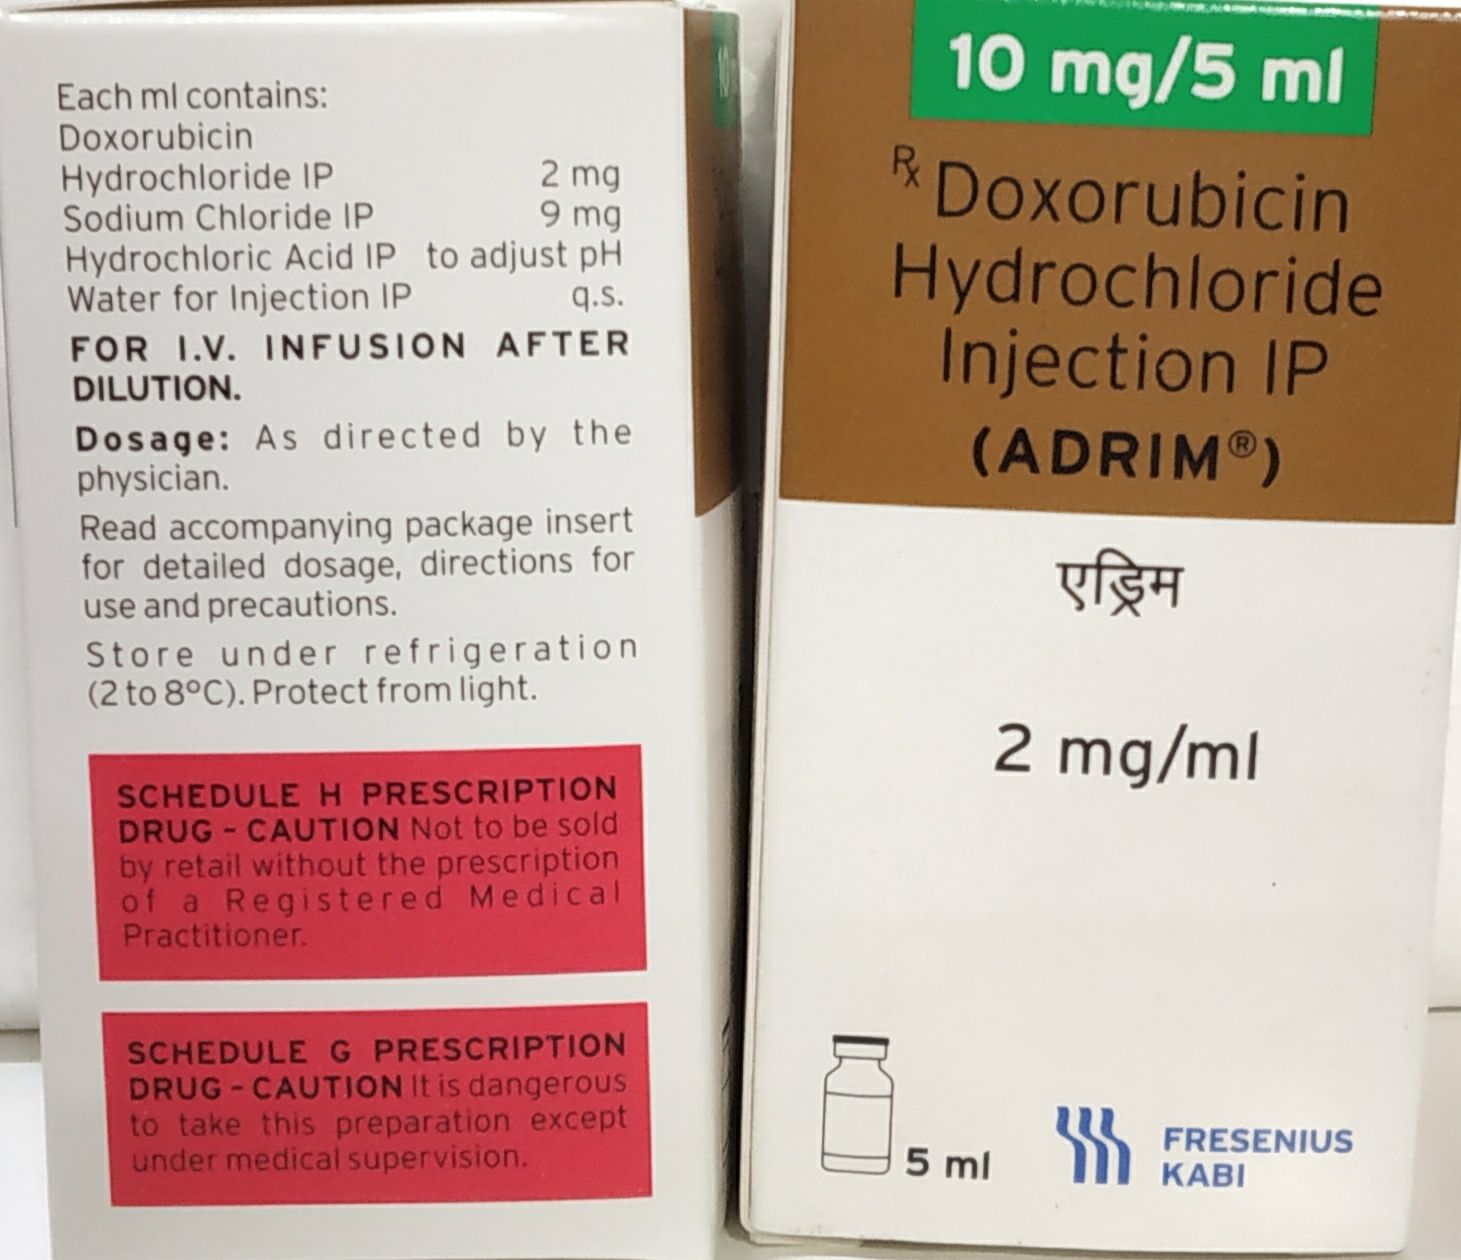 Each ml contains:
Doxorubicin
Hydrochloride IP 2 mg
Sodium Chloride IP 9 mg
Hydrochloric Acid IP to adjust pH
Water for Injection IP q.s.
FOR I.V. INFUSION AFTER
DILUTION.
Dosage: As directed by the
physician.
Read accompanying package insert
for detailed dosage, directions for
use and precautions.
Store under refrigeration
(2 to 8°C). Protect from light.
SCHEDULE H PRESCRIPTION
DRUG - CAUTION Not to be sold
by retail without the prescription
of a Registered Medical
Practitioner.
SCHEDULE G PRESCRIPTION
DRUG - CAUTION It is dangerous
to take this preparation except
under medical supervision.
10 mg/5 ml
Rx Doxorubicin
Hydrochloride
Injection IP
(ADRIM®)
एड्रिम
2 mg/ml
5 ml
FRESENIUS
KABI